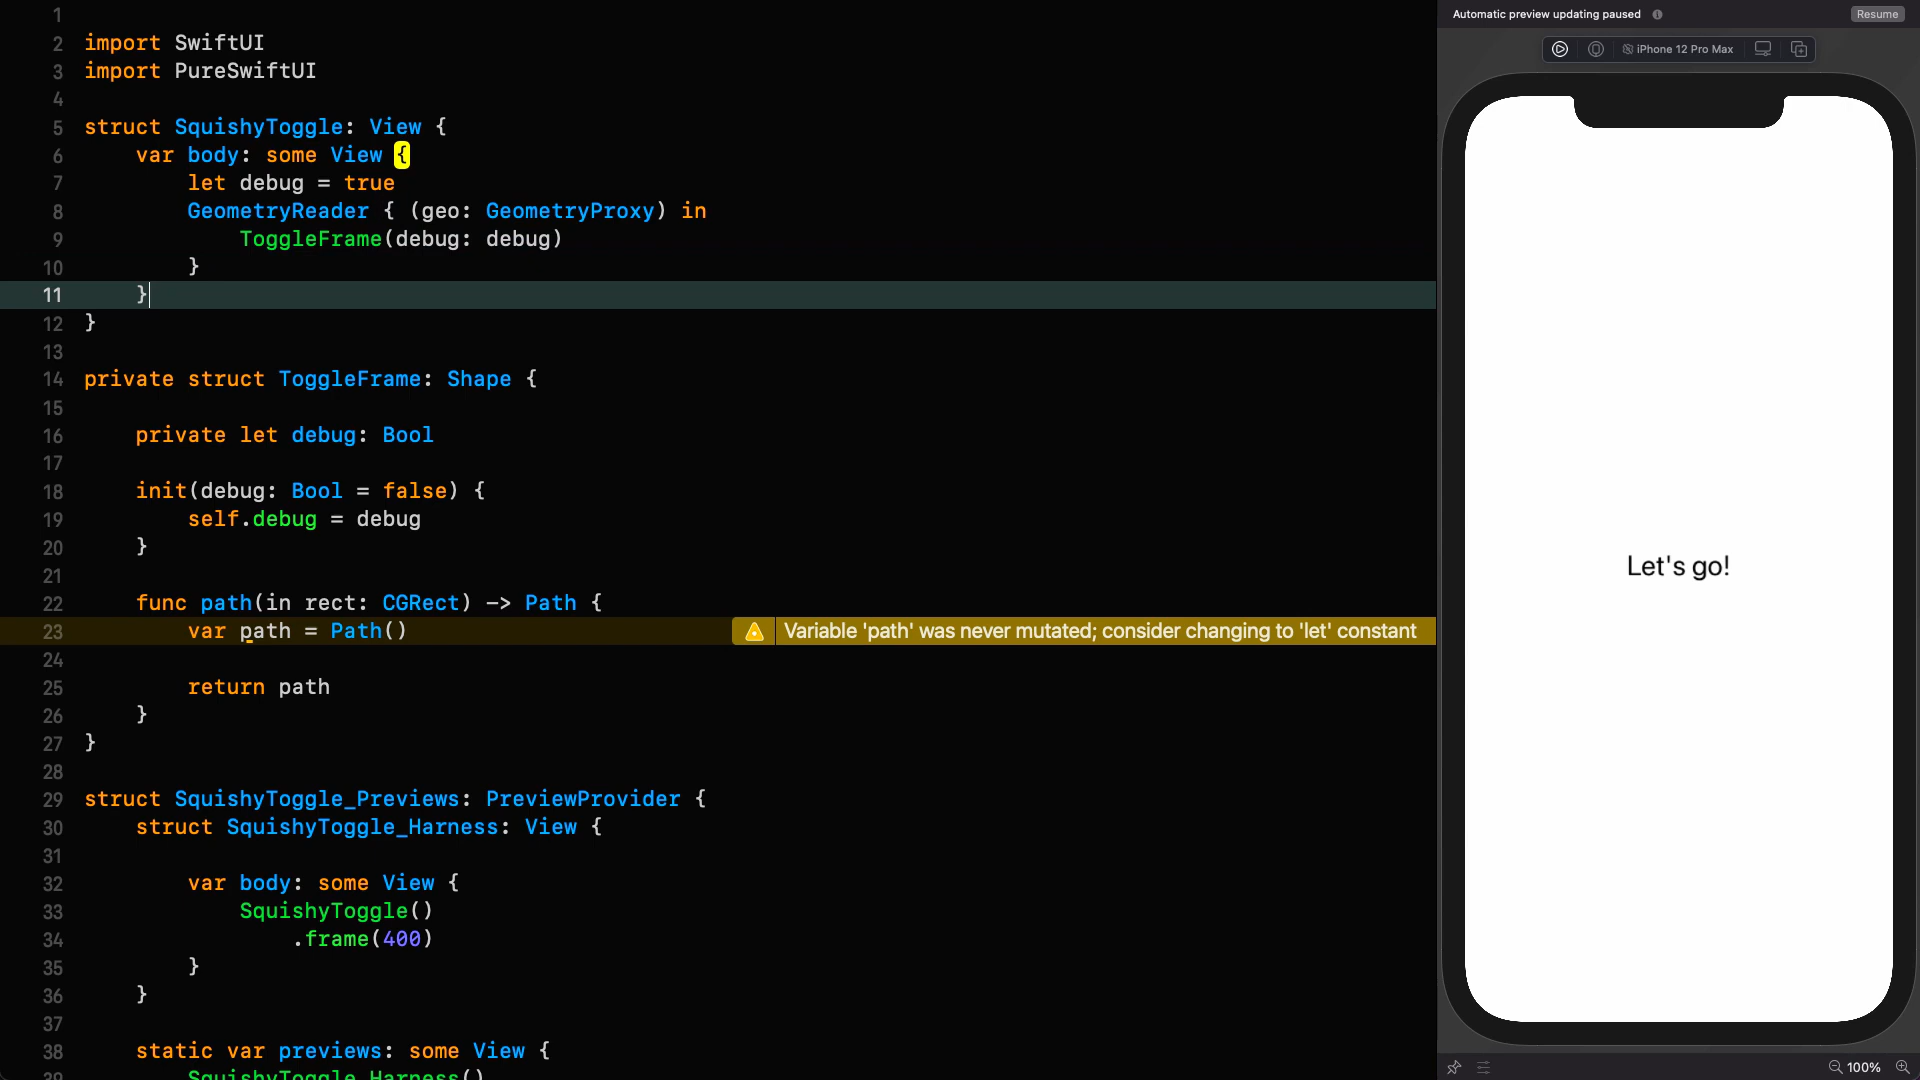 1
2 import SwiftUI
3 import PureSwiftUI
4
5 struct SquishyToggle: View {
6 var body: some View {
7 let debug = true
8 GeometryReader { (geo: GeometryProxy) in
9 ToggleFrame(debug: debug)
10 }
11 }
12 }
13
14 private struct ToggleFrame: Shape {
15
16 private let debug: Bool
17
18 init(debug: Bool = false) {
19 self.debug = debug
20 }
21
22 func path(in rect: CGRect) -> Path {
23 var path = Path() Variable 'path' was never mutated; consider changing to 'let' constant
24
25 return path
26 }
27 }
28
29 struct SquishyToggle_Previews: PreviewProvider {
30 struct SquishyToggle_Harness: View {
31
32 var body: some View {
33 SquishyToggle()
34 .frame(400)
35 }
36 }
37
38 static var previews: some View {
39 SquishyToggle_Harness()
Automatic preview updating paused Resume
iPhone 12 Pro Max
Let's go!
100%